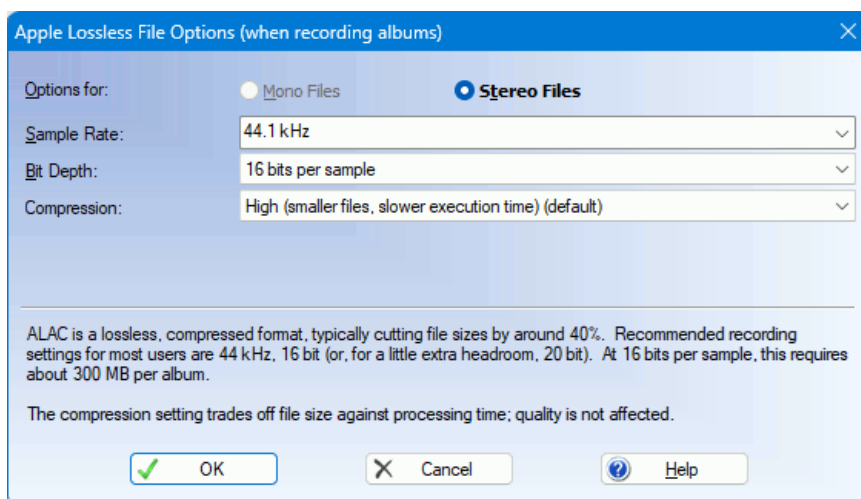 Apple Lossless File Options (when recording albums)
Options for: Mono Files Stereo Files
Sample Rate: 44.1 kHz
Bit Depth: 16 bits per sample
Compression: High (smaller files, slower execution time) (default)
ALAC is a lossless, compressed format, typically cutting file sizes by around 40%. Recommended recording
settings for most users are 44 kHz, 16 bit (or, for a little extra headroom, 20 bit). At 16 bits per sample, this requires
about 300 MB per album.
The compression setting trades off file size against processing time; quality is not affected.
OK Cancel Help